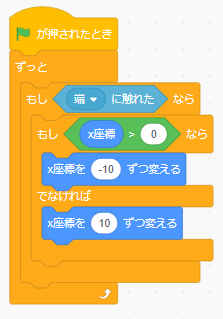 が押されたとき
ずっと
もし 端 に触れた なら
もし x座標 > 0 なら
x座標を -10 ずつ変える
でなければ
x座標を 10 ずつ変える